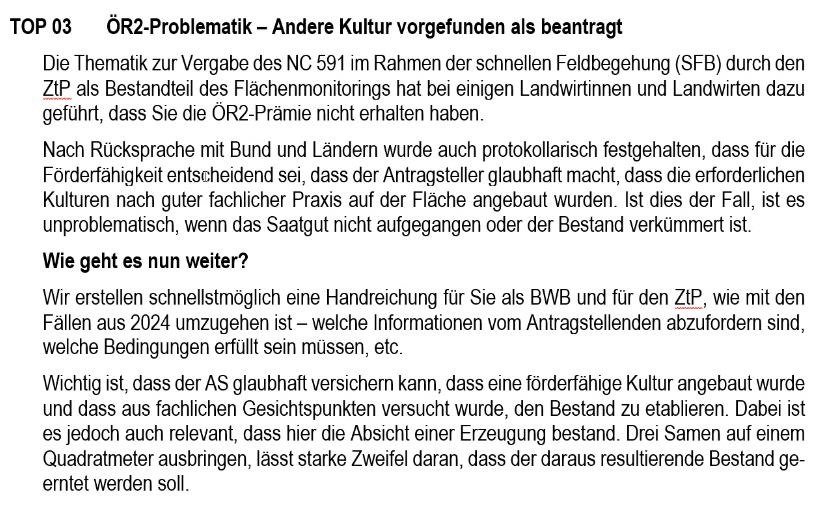 TOP 03 ÖR2-Problematik – Andere Kultur vorgefunden als beantragt
Die Thematik zur Vergabe des NC 591 im Rahmen der schnellen Feldbegehung (SFB) durch den
ZtP als Bestandteil des Flächenmonitorings hat bei einigen Landwirtinnen und Landwirten dazu
geführt, dass Sie die ÖR2-Prämie nicht erhalten haben.
Nach Rücksprache mit Bund und Ländern wurde auch protokollarisch festgehalten, dass für die
Förderfähigkeit entscheidend sei, dass der Antragsteller glaubhaft macht, dass die erforderlichen
Kulturen nach guter fachlicher Praxis auf der Fläche angebaut wurden. Ist dies der Fall, ist es
unproblematisch, wenn das Saatgut nicht aufgegangen oder der Bestand verkümmert ist.
Wie geht es nun weiter?
Wir erstellen schnellstmöglich eine Handreichung für Sie als BWB und für den ZtP, wie mit den
Fällen aus 2024 umzugehen ist – welche Informationen vom Antragstellenden abzufordern sind,
welche Bedingungen erfüllt sein müssen, etc.
Wichtig ist, dass der AS glaubhaft versichern kann, dass eine förderfähige Kultur angebaut wurde
und dass aus fachlichen Gesichtspunkten versucht wurde, den Bestand zu etablieren. Dabei ist
es jedoch auch relevant, dass hier die Absicht einer Erzeugung bestand. Drei Samen auf einem
Quadratmeter ausbringen, lässt starke Zweifel daran, dass der daraus resultierende Bestand ge-
erntet werden soll.